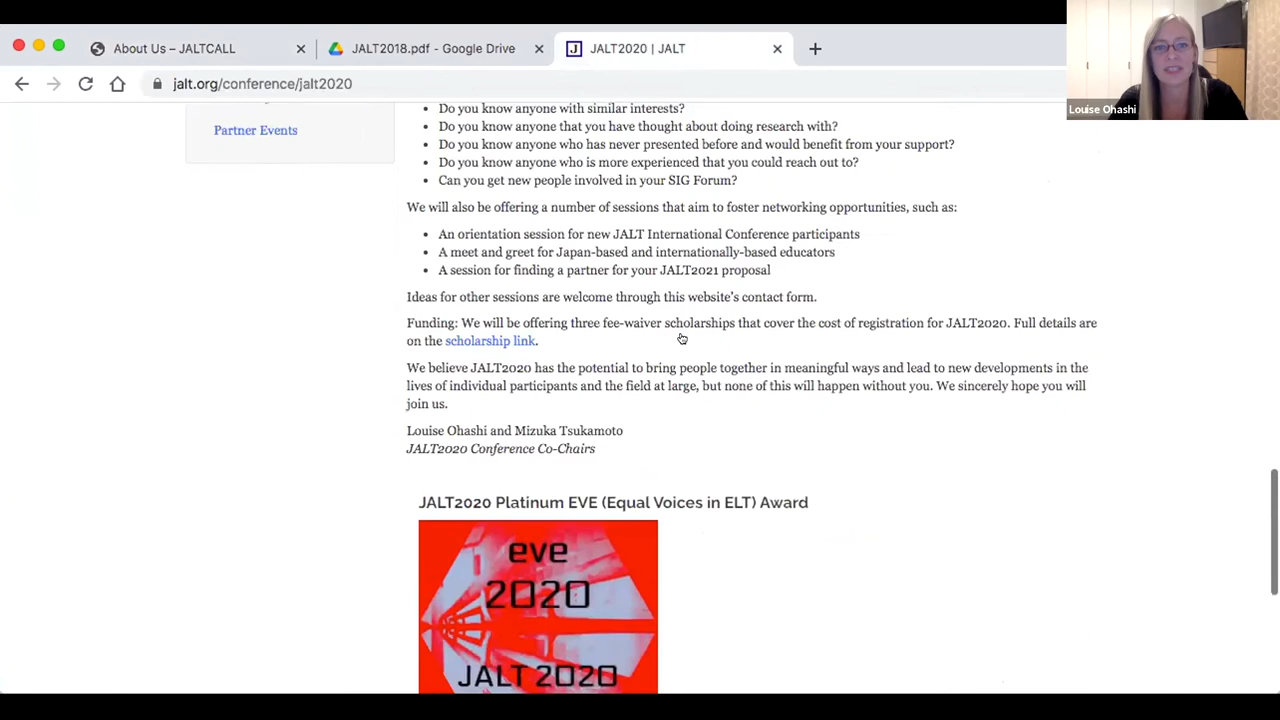 About Us – JALTCALL
JALT2018.pdf - Google Drive
JALT2020 | JALT
jalt.org/conference/jalt2020
Louise Ohashi
Partner Events
• Do you know anyone with similar interests?
• Do you know anyone that you have thought about doing research with?
• Do you know anyone who has never presented before and would benefit from your support?
• Do you know anyone who is more experienced that you could reach out to?
• Can you get new people involved in your SIG Forum?
We will also be offering a number of sessions that aim to foster networking opportunities, such as:
• An orientation session for new JALT International Conference participants
• A meet and greet for Japan-based and internationally-based educators
• A session for finding a partner for your JALT2021 proposal
Ideas for other sessions are welcome through this website's contact form.
Funding: We will be offering three fee-waiver scholarships that cover the cost of registration for JALT2020. Full details are
on the scholarship link.
We believe JALT2020 has the potential to bring people together in meaningful ways and lead to new developments in the
lives of individual participants and the field at large, but none of this will happen without you. We sincerely hope you will
join us.
Louise Ohashi and Mizuka Tsukamoto
JALT2020 Conference Co-Chairs
JALT2020 Platinum EVE (Equal Voices in ELT) Award
eve
2020
JALT 2020